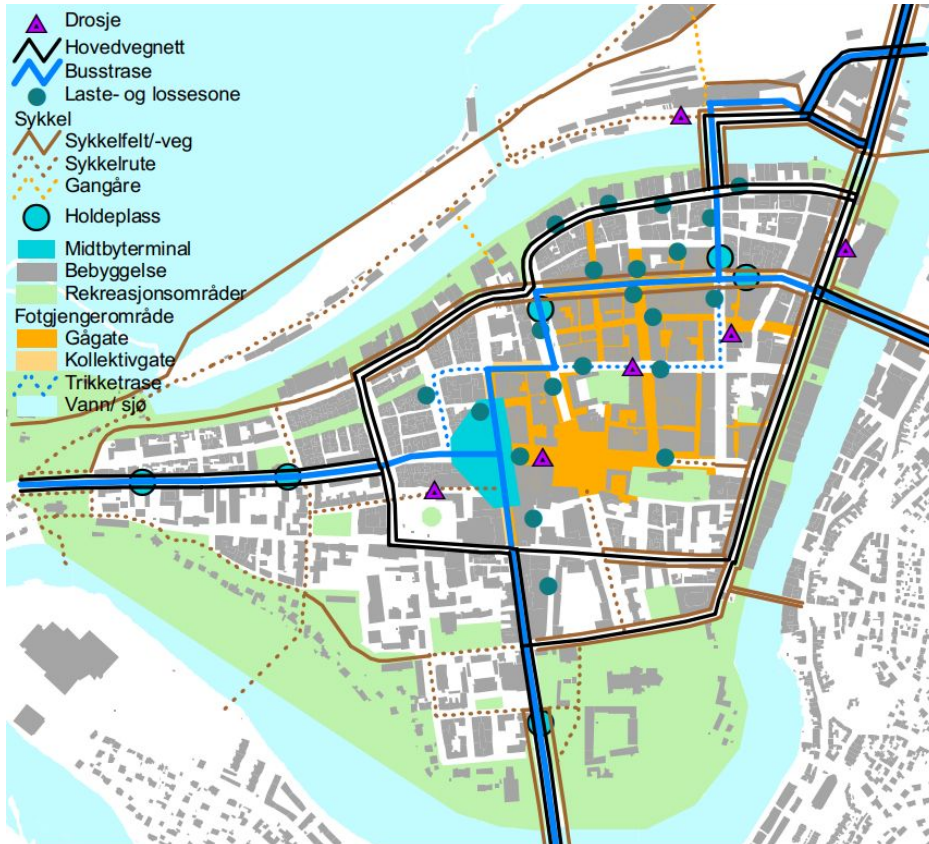 Drosje
Hovedvegnett
Busstrase
Laste- og lossesone
Sykkel
Sykkelfelt/-veg
Sykkelrute
Gangåre
Holdeplass
Midtbyterminal
Bebyggelse
Rekreasjonsområder
Fotgjengerområde
Gågate
Kollektivgate
Trikketrase
Vann/ sjø